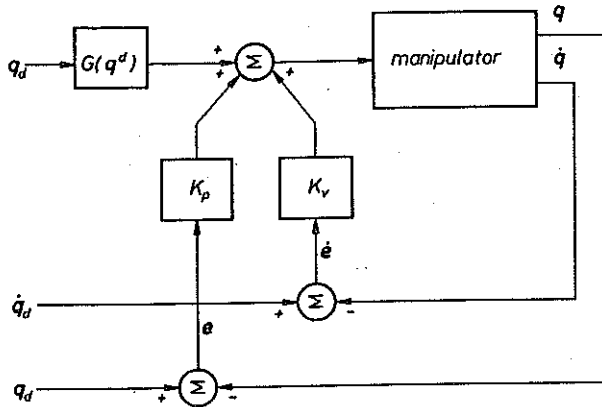 q
q_d
G(q^d)
+
+
Σ
+
manipulator
q̇
K_p
K_v
ė
q̇_d
+
Σ
-
e
q_d
+
Σ
-